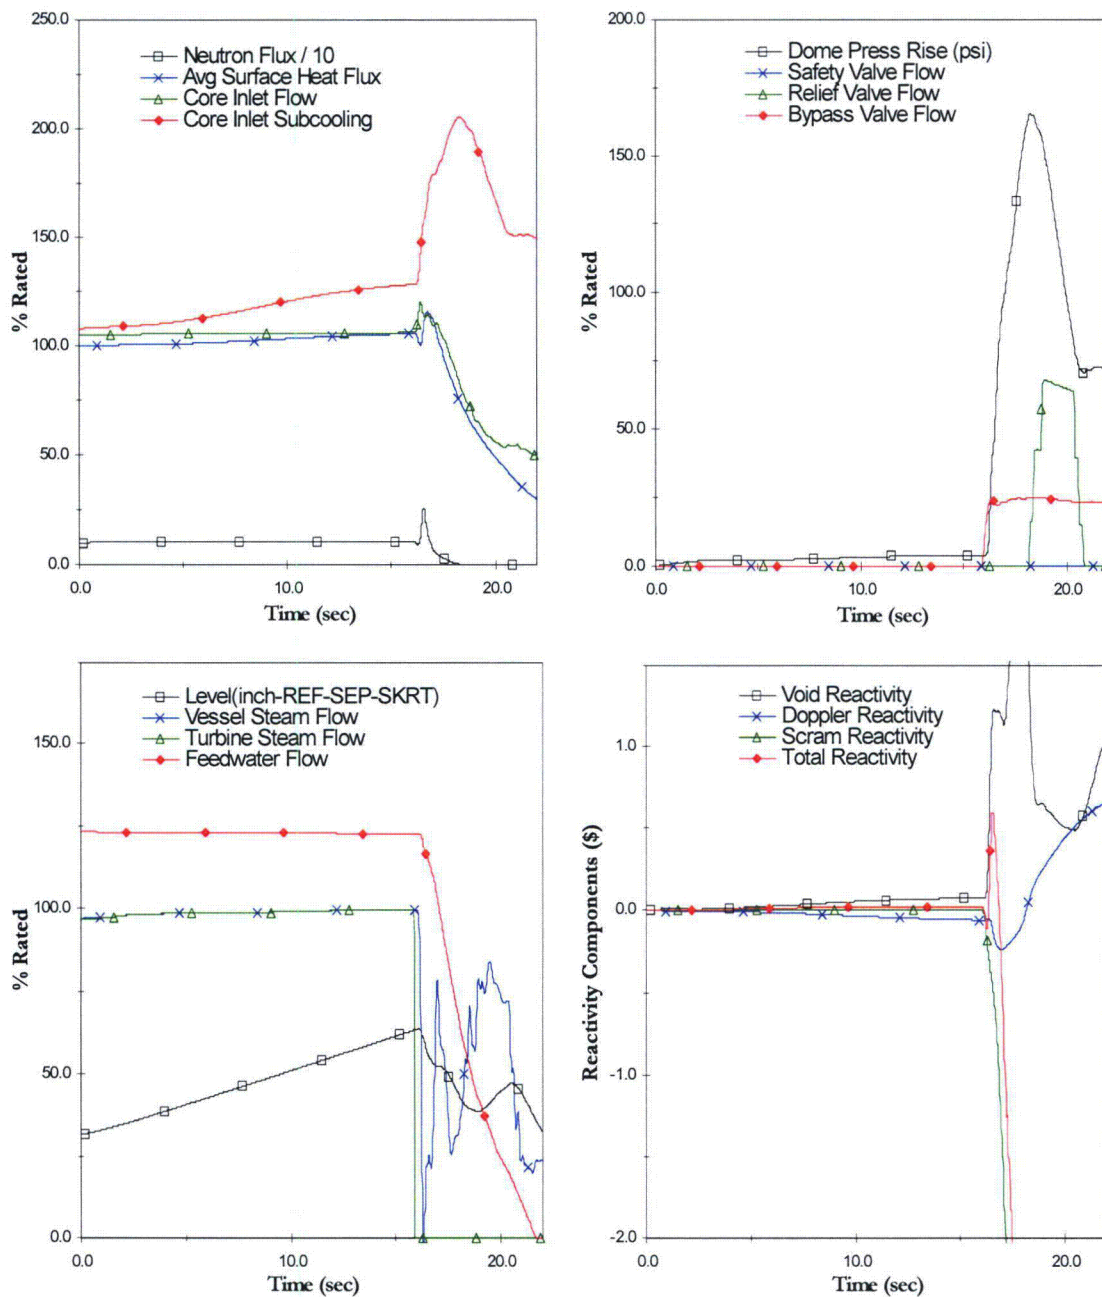 250.0
Neutron Flux / 10
Avg Surface Heat Flux
Core Inlet Flow
Core Inlet Subcooling
200.0
150.0
100.0
50.0
0.0
% Rated
0.0
10.0
20.0
Time (sec)
200.0
Dome Press Rise (psi)
Safety Valve Flow
Relief Valve Flow
Bypass Valve Flow
150.0
100.0
50.0
0.0
% Rated
0.0
10.0
20.0
Time (sec)
Level(inch-REF-SEP-SKRT)
Vessel Steam Flow
Turbine Steam Flow
Feedwater Flow
150.0
100.0
50.0
0.0
% Rated
0.0
10.0
20.0
Time (sec)
Void Reactivity
Doppler Reactivity
Scram Reactivity
Total Reactivity
1.0
0.0
-1.0
-2.0
Reactivity Components ($)
0.0
10.0
20.0
Time (sec)